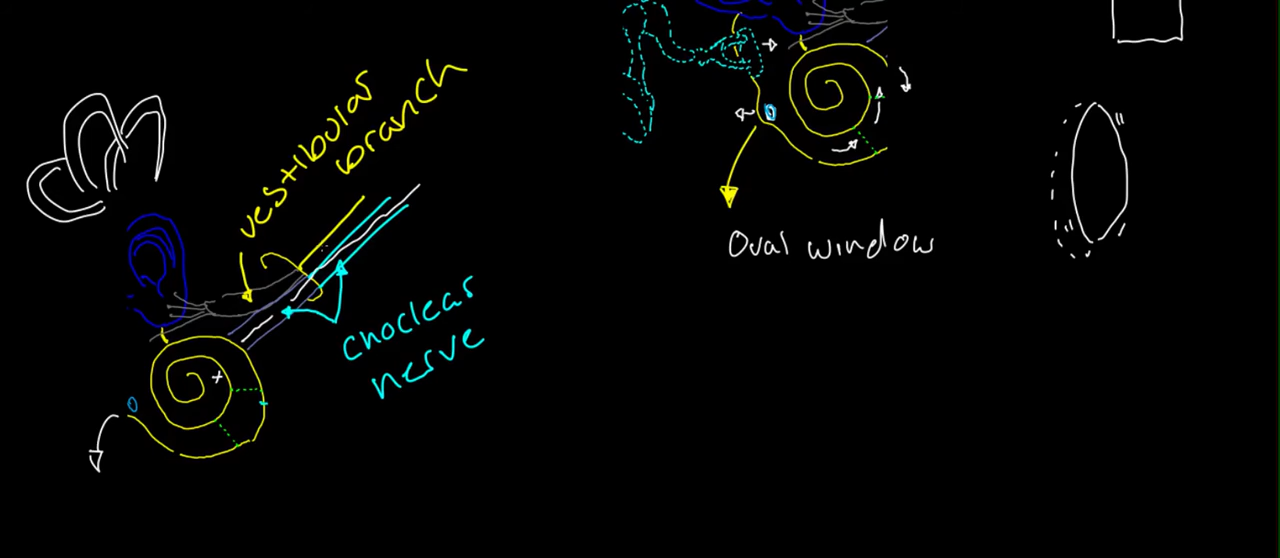 vestibular
branch
Oval window
choclear
nerve